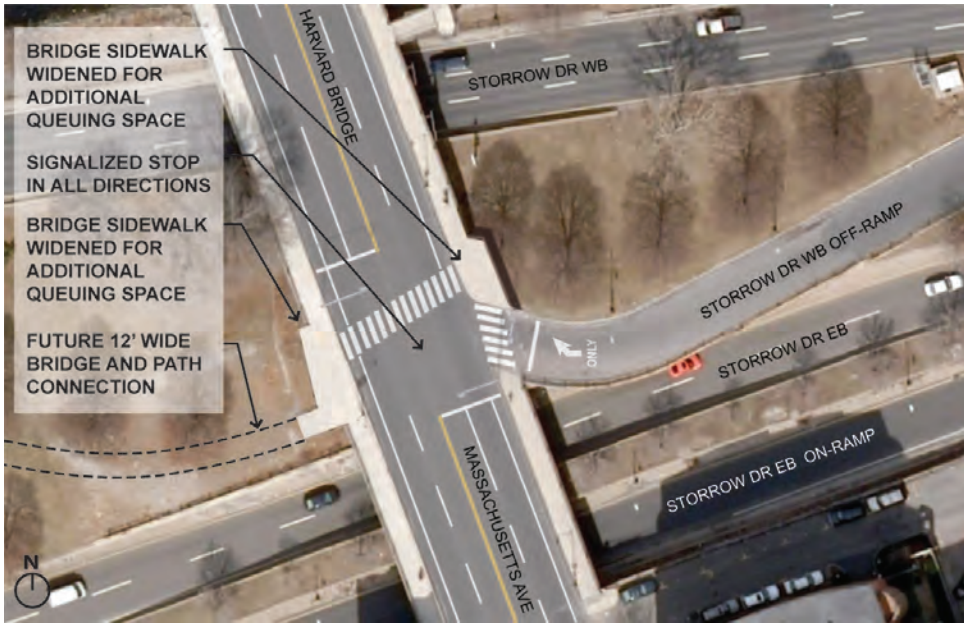 BRIDGE SIDEWALK
WIDENED FOR
ADDITIONAL
QUEUING SPACE
SIGNALIZED STOP
IN ALL DIRECTIONS
BRIDGE SIDEWALK
WIDENED FOR
ADDITIONAL
QUEUING SPACE
FUTURE 12' WIDE
BRIDGE AND PATH
CONNECTION
HARVARD BRIDGE
STORROW DR WB
STORROW DR WB OFF-RAMP
STORROW DR EB
ONLY
STORROW DR EB ON-RAMP
MASSACHUSETTS AVE
N